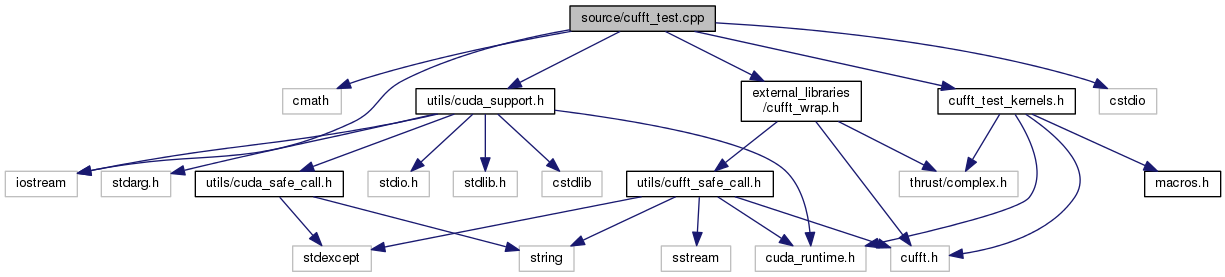 source/cufft_test.cpp
cmath
utils/cuda_support.h
external_libraries
/cufft_wrap.h
cufft_test_kernels.h
cstdio
iostream
stdarg.h
utils/cuda_safe_call.h
stdio.h
stdlib.h
cstdlib
utils/cufft_safe_call.h
thrust/complex.h
macros.h
stdexcept
string
sstream
cuda_runtime.h
cufft.h